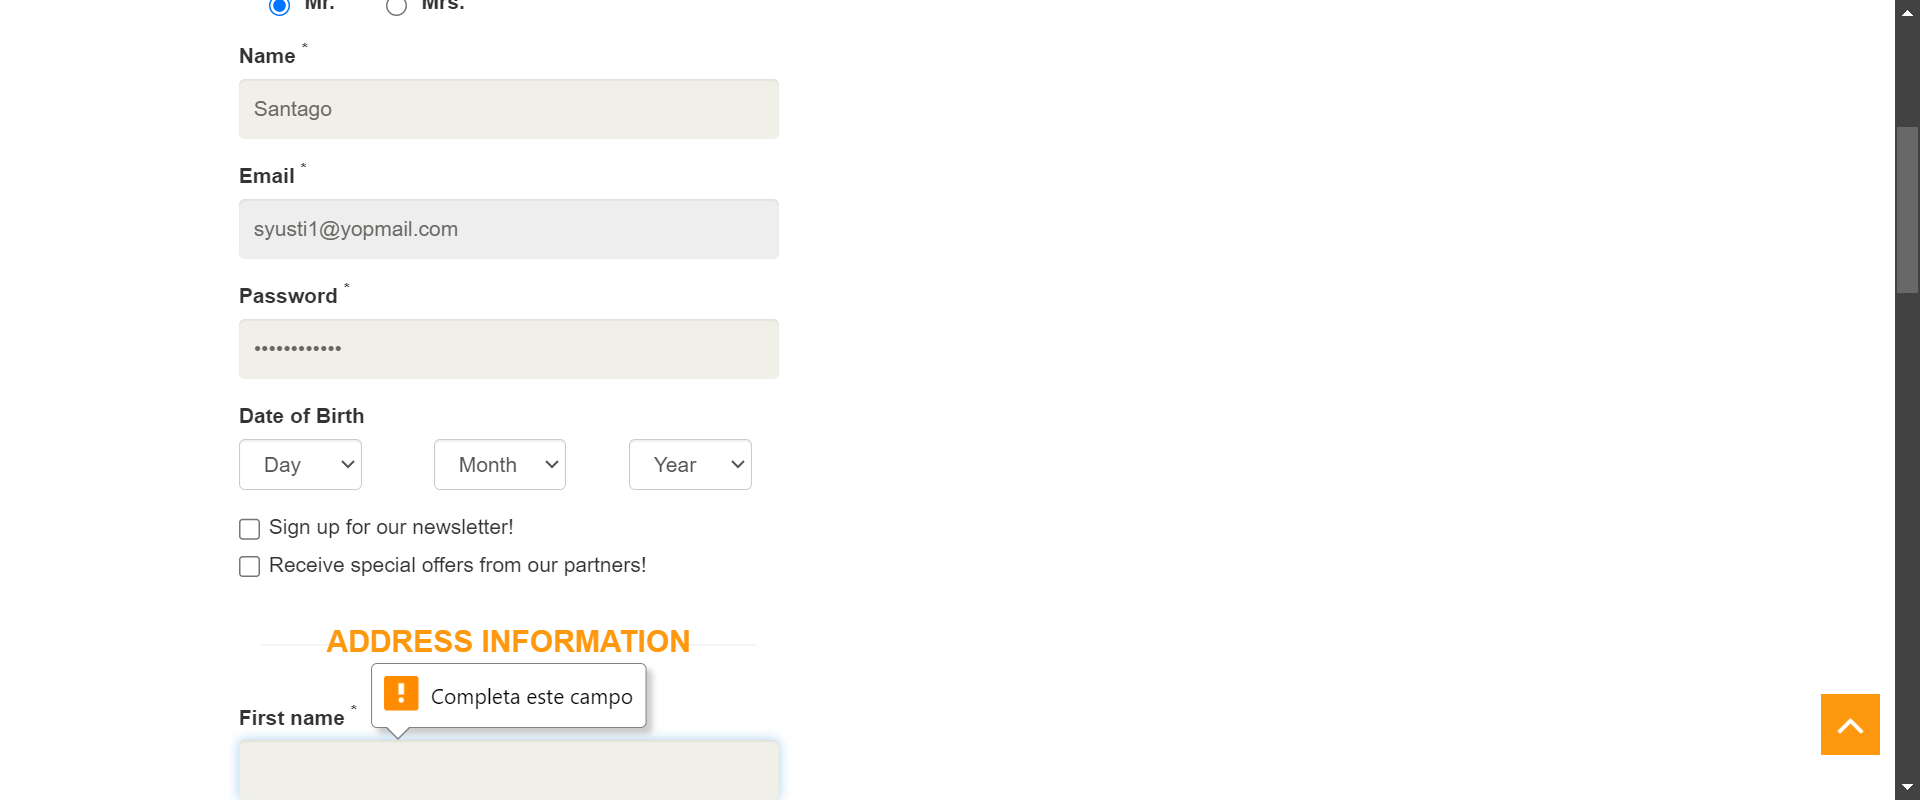 Mr. Mrs.
Name *
Santago
Email *
syusti1@yopmail.com
Password *
••••••••••••
Date of Birth
Day Month Year
Sign up for our newsletter!
Receive special offers from our partners!
ADDRESS INFORMATION
Completa este campo
First name *